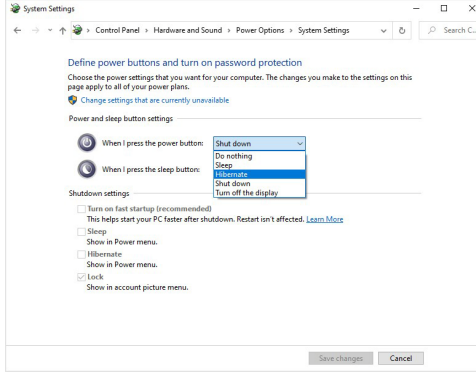 System Settings
Control Panel > Hardware and Sound > Power Options > System Settings
Search C...
Define power buttons and turn on password protection
Choose the power settings that you want for your computer. The changes you make to the settings on this
page apply to all of your power plans.
Change settings that are currently unavailable
Power and sleep button settings
When I press the power button: Shut down
Do nothing
Sleep
When I press the sleep button: Hibernate
Shut down
Turn off the display
Shutdown settings
Turn on fast startup (recommended)
This helps start your PC faster after shutdown. Restart isn't affected. Learn More
Sleep
Show in Power menu.
Hibernate
Show in Power menu.
Lock
Show in account picture menu.
Save changes Cancel